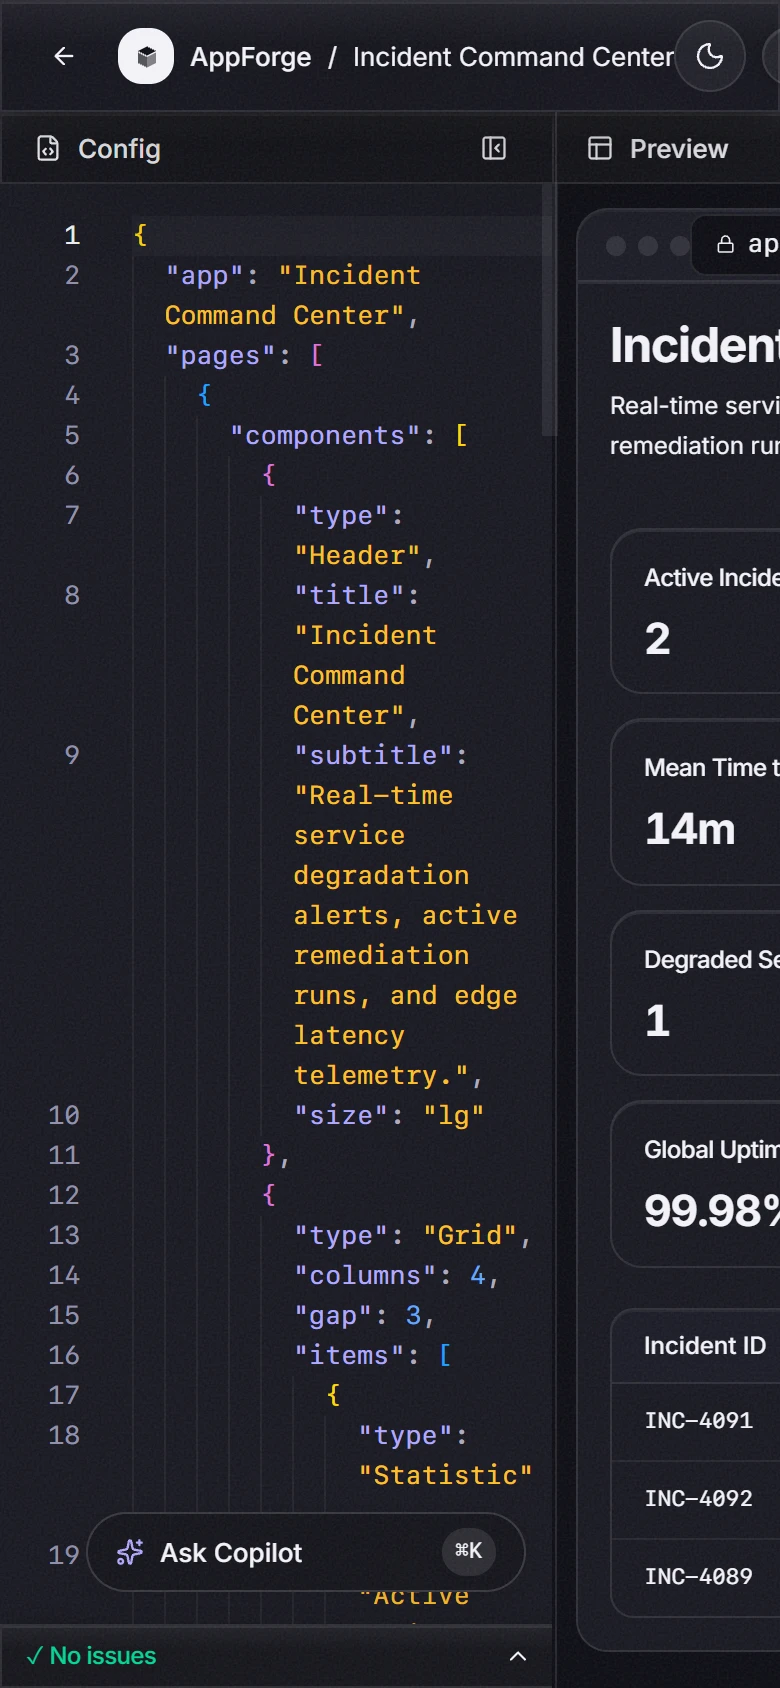 AppForge / Incident Command Center
Config
1 {
2 "app": "Incident
Command Center",
3 "pages": [
4 {
5 "components": [
6 {
7 "type":
"Header",
8 "title":
"Incident
Command
Center",
9 "subtitle":
"Real-time
service
degradation
alerts, active
remediation
runs, and edge
latency
telemetry.",
10 "size": "lg"
11 },
12 {
13 "type": "Grid",
14 "columns": 4,
15 "gap": 3,
16 "items": [
17 {
18 "type":
"Statistic"
19
"Active
Ask Copilot ⌘K
✓ No issues
Preview
ap
Incident
Real-time servi
remediation run
Active Incide
2
Mean Time t
14m
Degraded Se
1
Global Uptim
99.98%
Incident ID
INC-4091
INC-4092
INC-4089